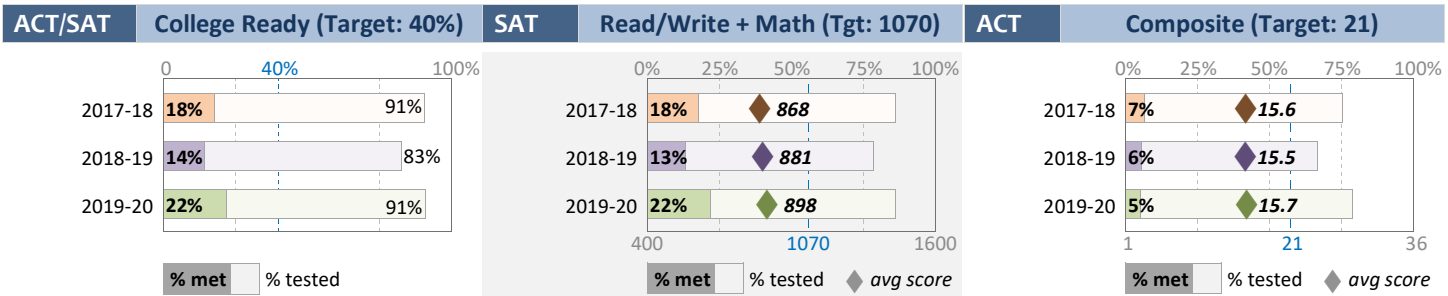 ACT/SAT College Ready (Target: 40%)
0 40% 100%
2017-18 18% 91%
2018-19 14% 83%
2019-20 22% 91%
% met % tested
SAT Read/Write + Math (Tgt: 1070)
0% 25% 50% 75% 100%
2017-18 18% 868
2018-19 13% 881
2019-20 22% 898
400 1070 1600
% met % tested avg score
ACT Composite (Target: 21)
0% 25% 50% 75% 100%
2017-18 7% 15.6
2018-19 6% 15.5
2019-20 5% 15.7
1 21 36
% met % tested avg score